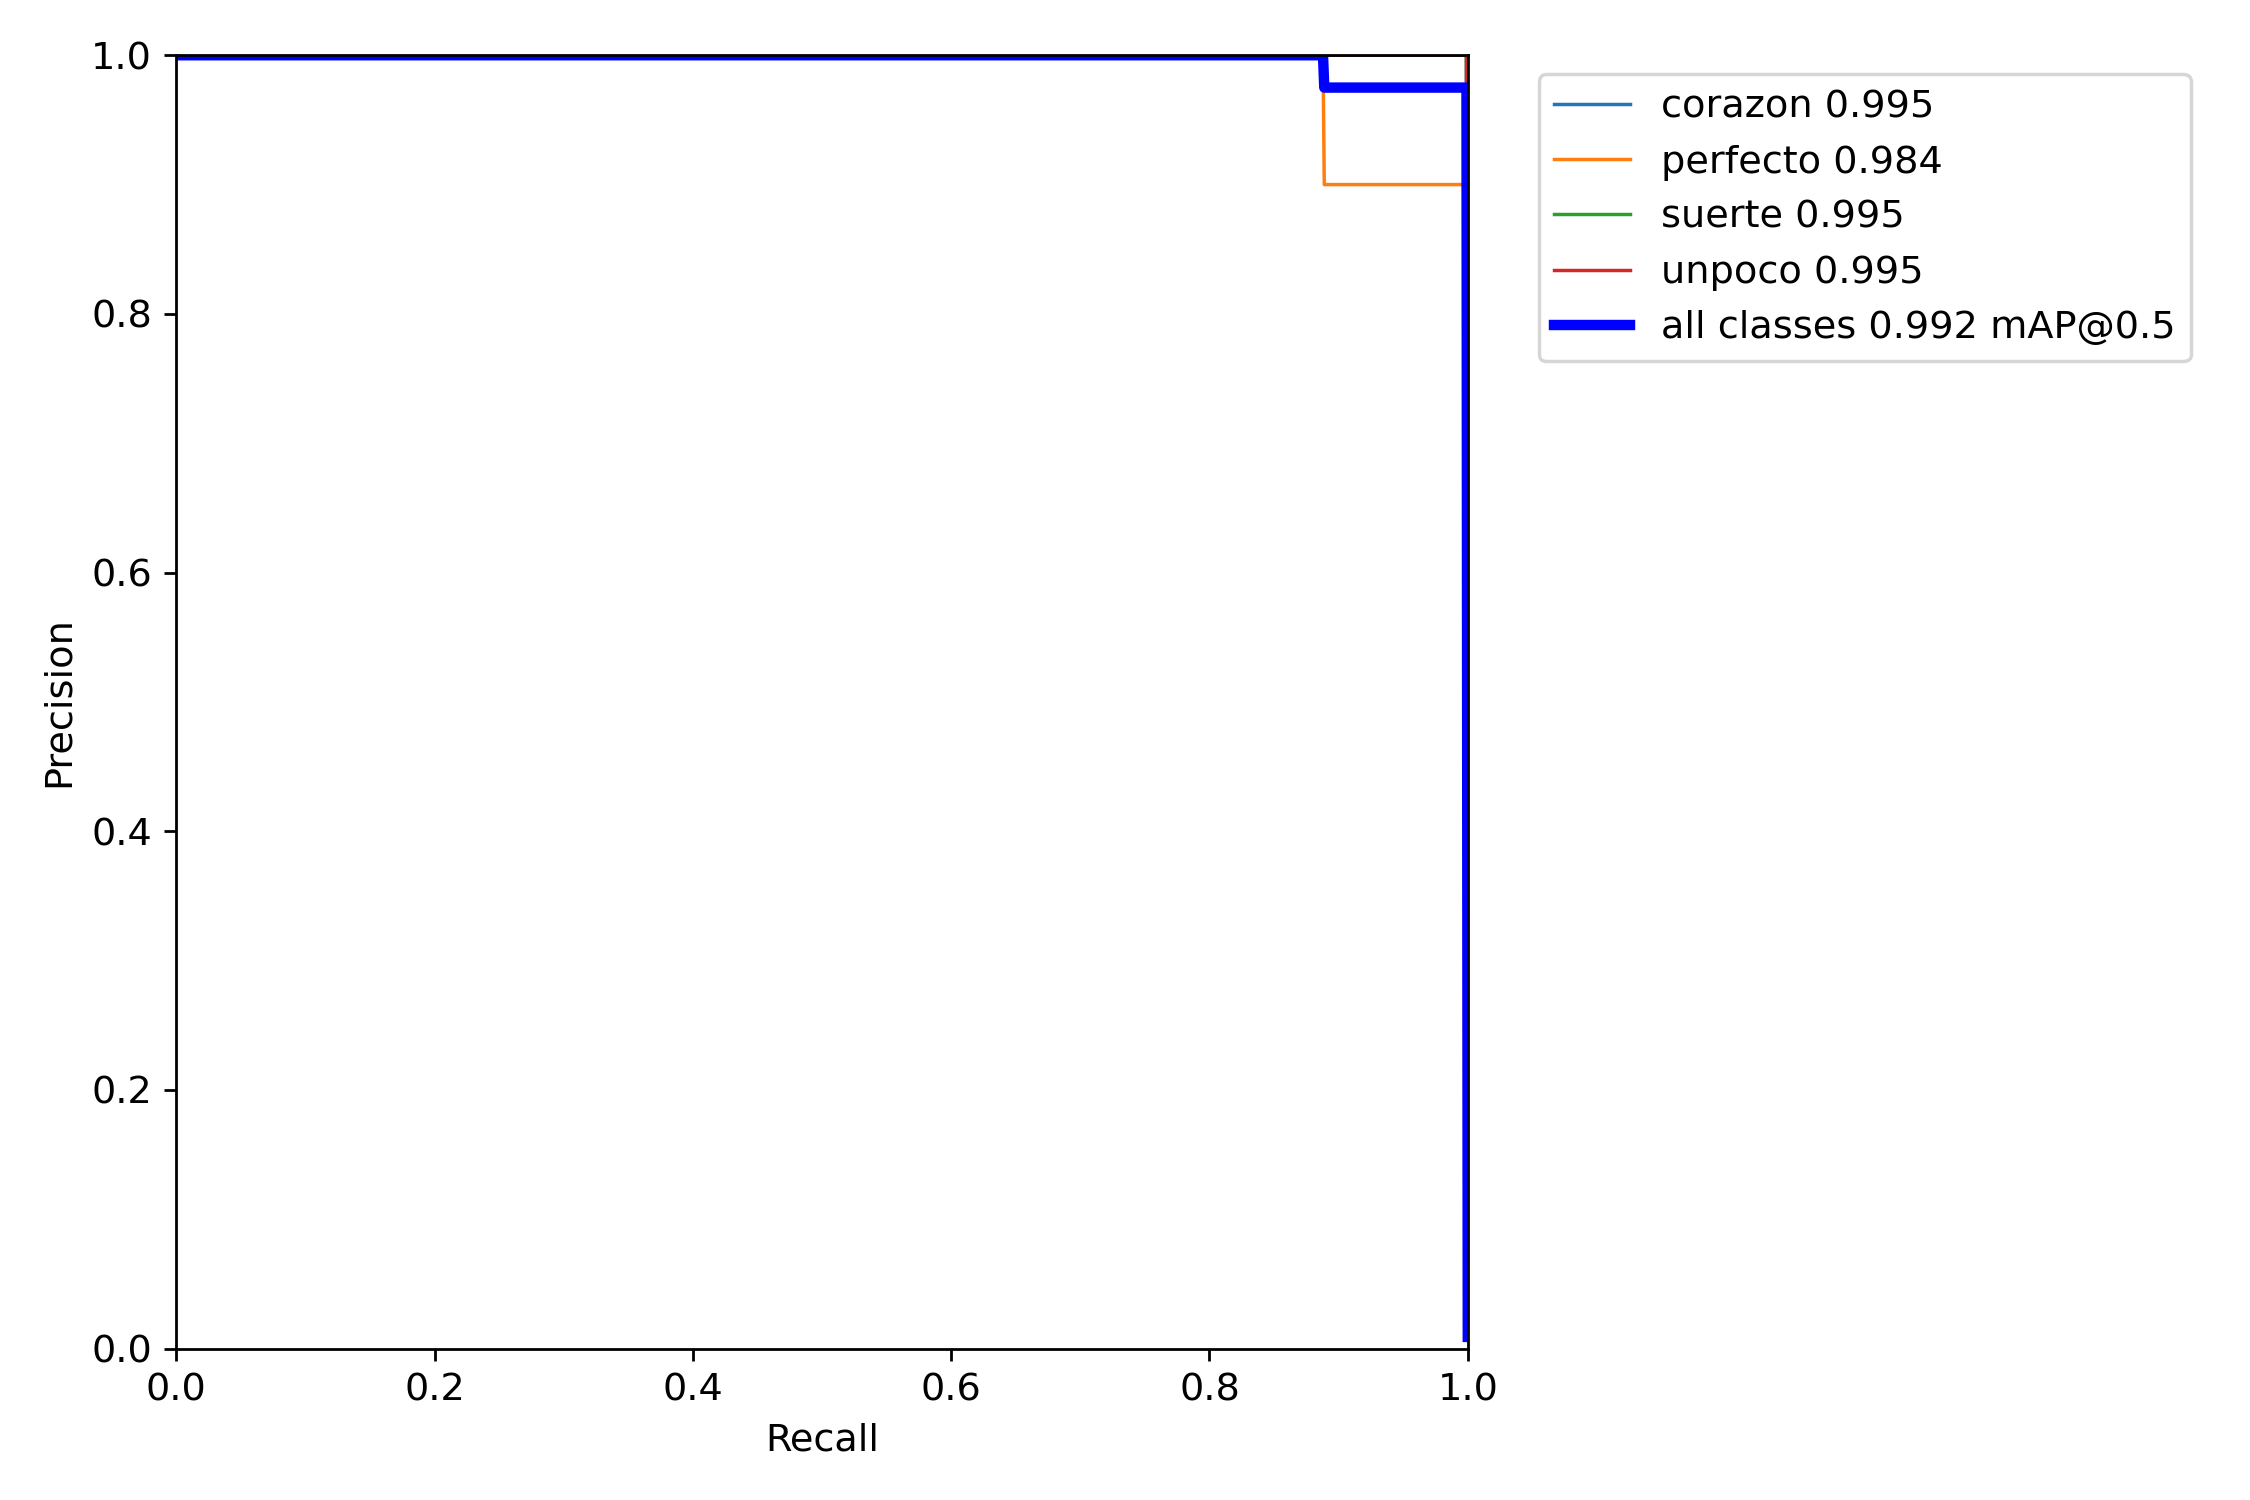 1.0
0.8
0.6
0.4
0.2
0.0
Precision
0.0 0.2 0.4 0.6 0.8 1.0
Recall
corazon 0.995
perfecto 0.984
suerte 0.995
unpoco 0.995
all classes 0.992 mAP@0.5